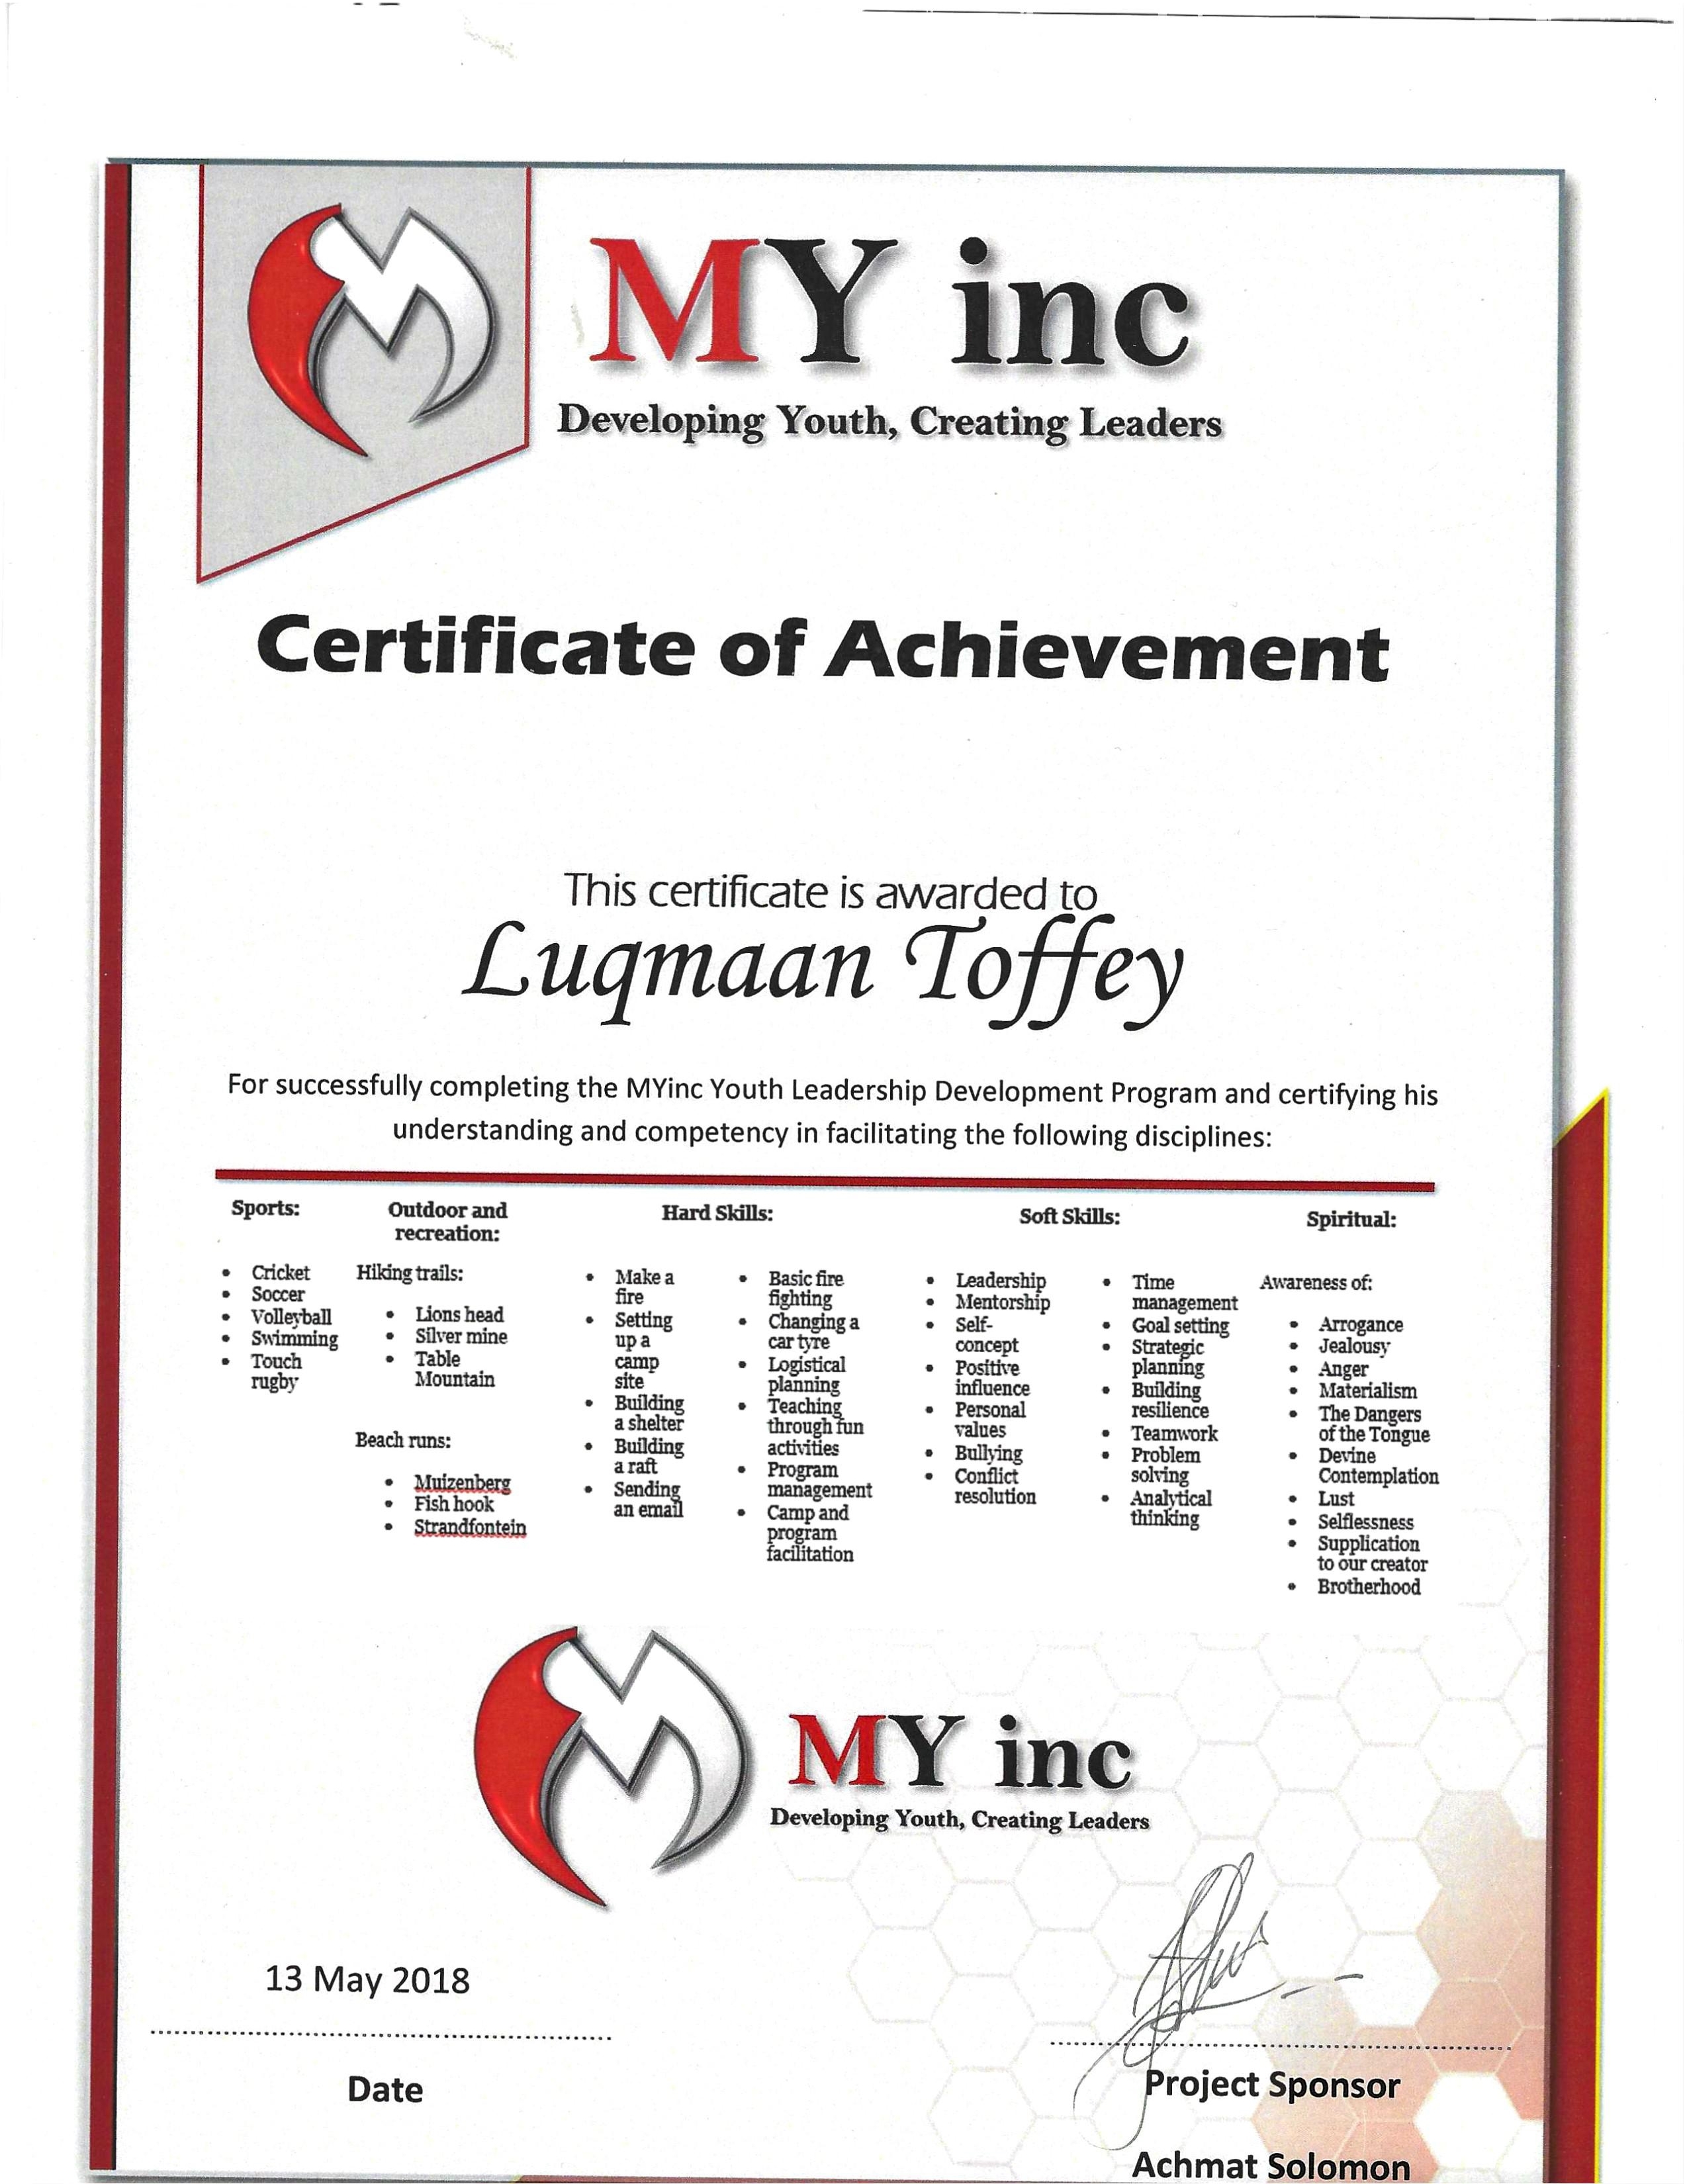 MY inc
Developing Youth, Creating Leaders
Certificate of Achievement
This certificate is awarded to
Luqmaan Toffey
For successfully completing the MYinc Youth Leadership Development Program and certifying his
understanding and competency in facilitating the following disciplines:
Sports:
• Cricket
• Soccer
• Volleyball
• Swimming
• Touch
rugby
Outdoor and
recreation:
Hiking trails:
• Lions head
• Silver mine
• Table
Mountain
Beach runs:
• Muizenberg
• Fish hook
• Strandfontein
Hard Skills:
• Make a
fire
• Setting
up a
camp
site
• Building
a shelter
• Building
a raft
• Sending
an email
• Basic fire
fighting
• Changing a
car tyre
• Logistical
planning
• Teaching
through fun
activities
• Program
management
• Camp and
program
facilitation
Soft Skills:
• Leadership
• Mentorship
• Self-
concept
• Positive
influence
• Personal
values
• Bullying
• Conflict
resolution
• Time
management
• Goal setting
• Strategic
planning
• Building
resilience
• Teamwork
• Problem
solving
• Analytical
thinking
Spiritual:
Awareness of:
• Arrogance
• Jealousy
• Anger
• Materialism
• The Dangers
of the Tongue
• Devine
Contemplation
• Lust
• Selflessness
• Supplication
to our creator
• Brotherhood
MY inc
Developing Youth, Creating Leaders
13 May 2018
Date
Project Sponsor
Achmat Solomon